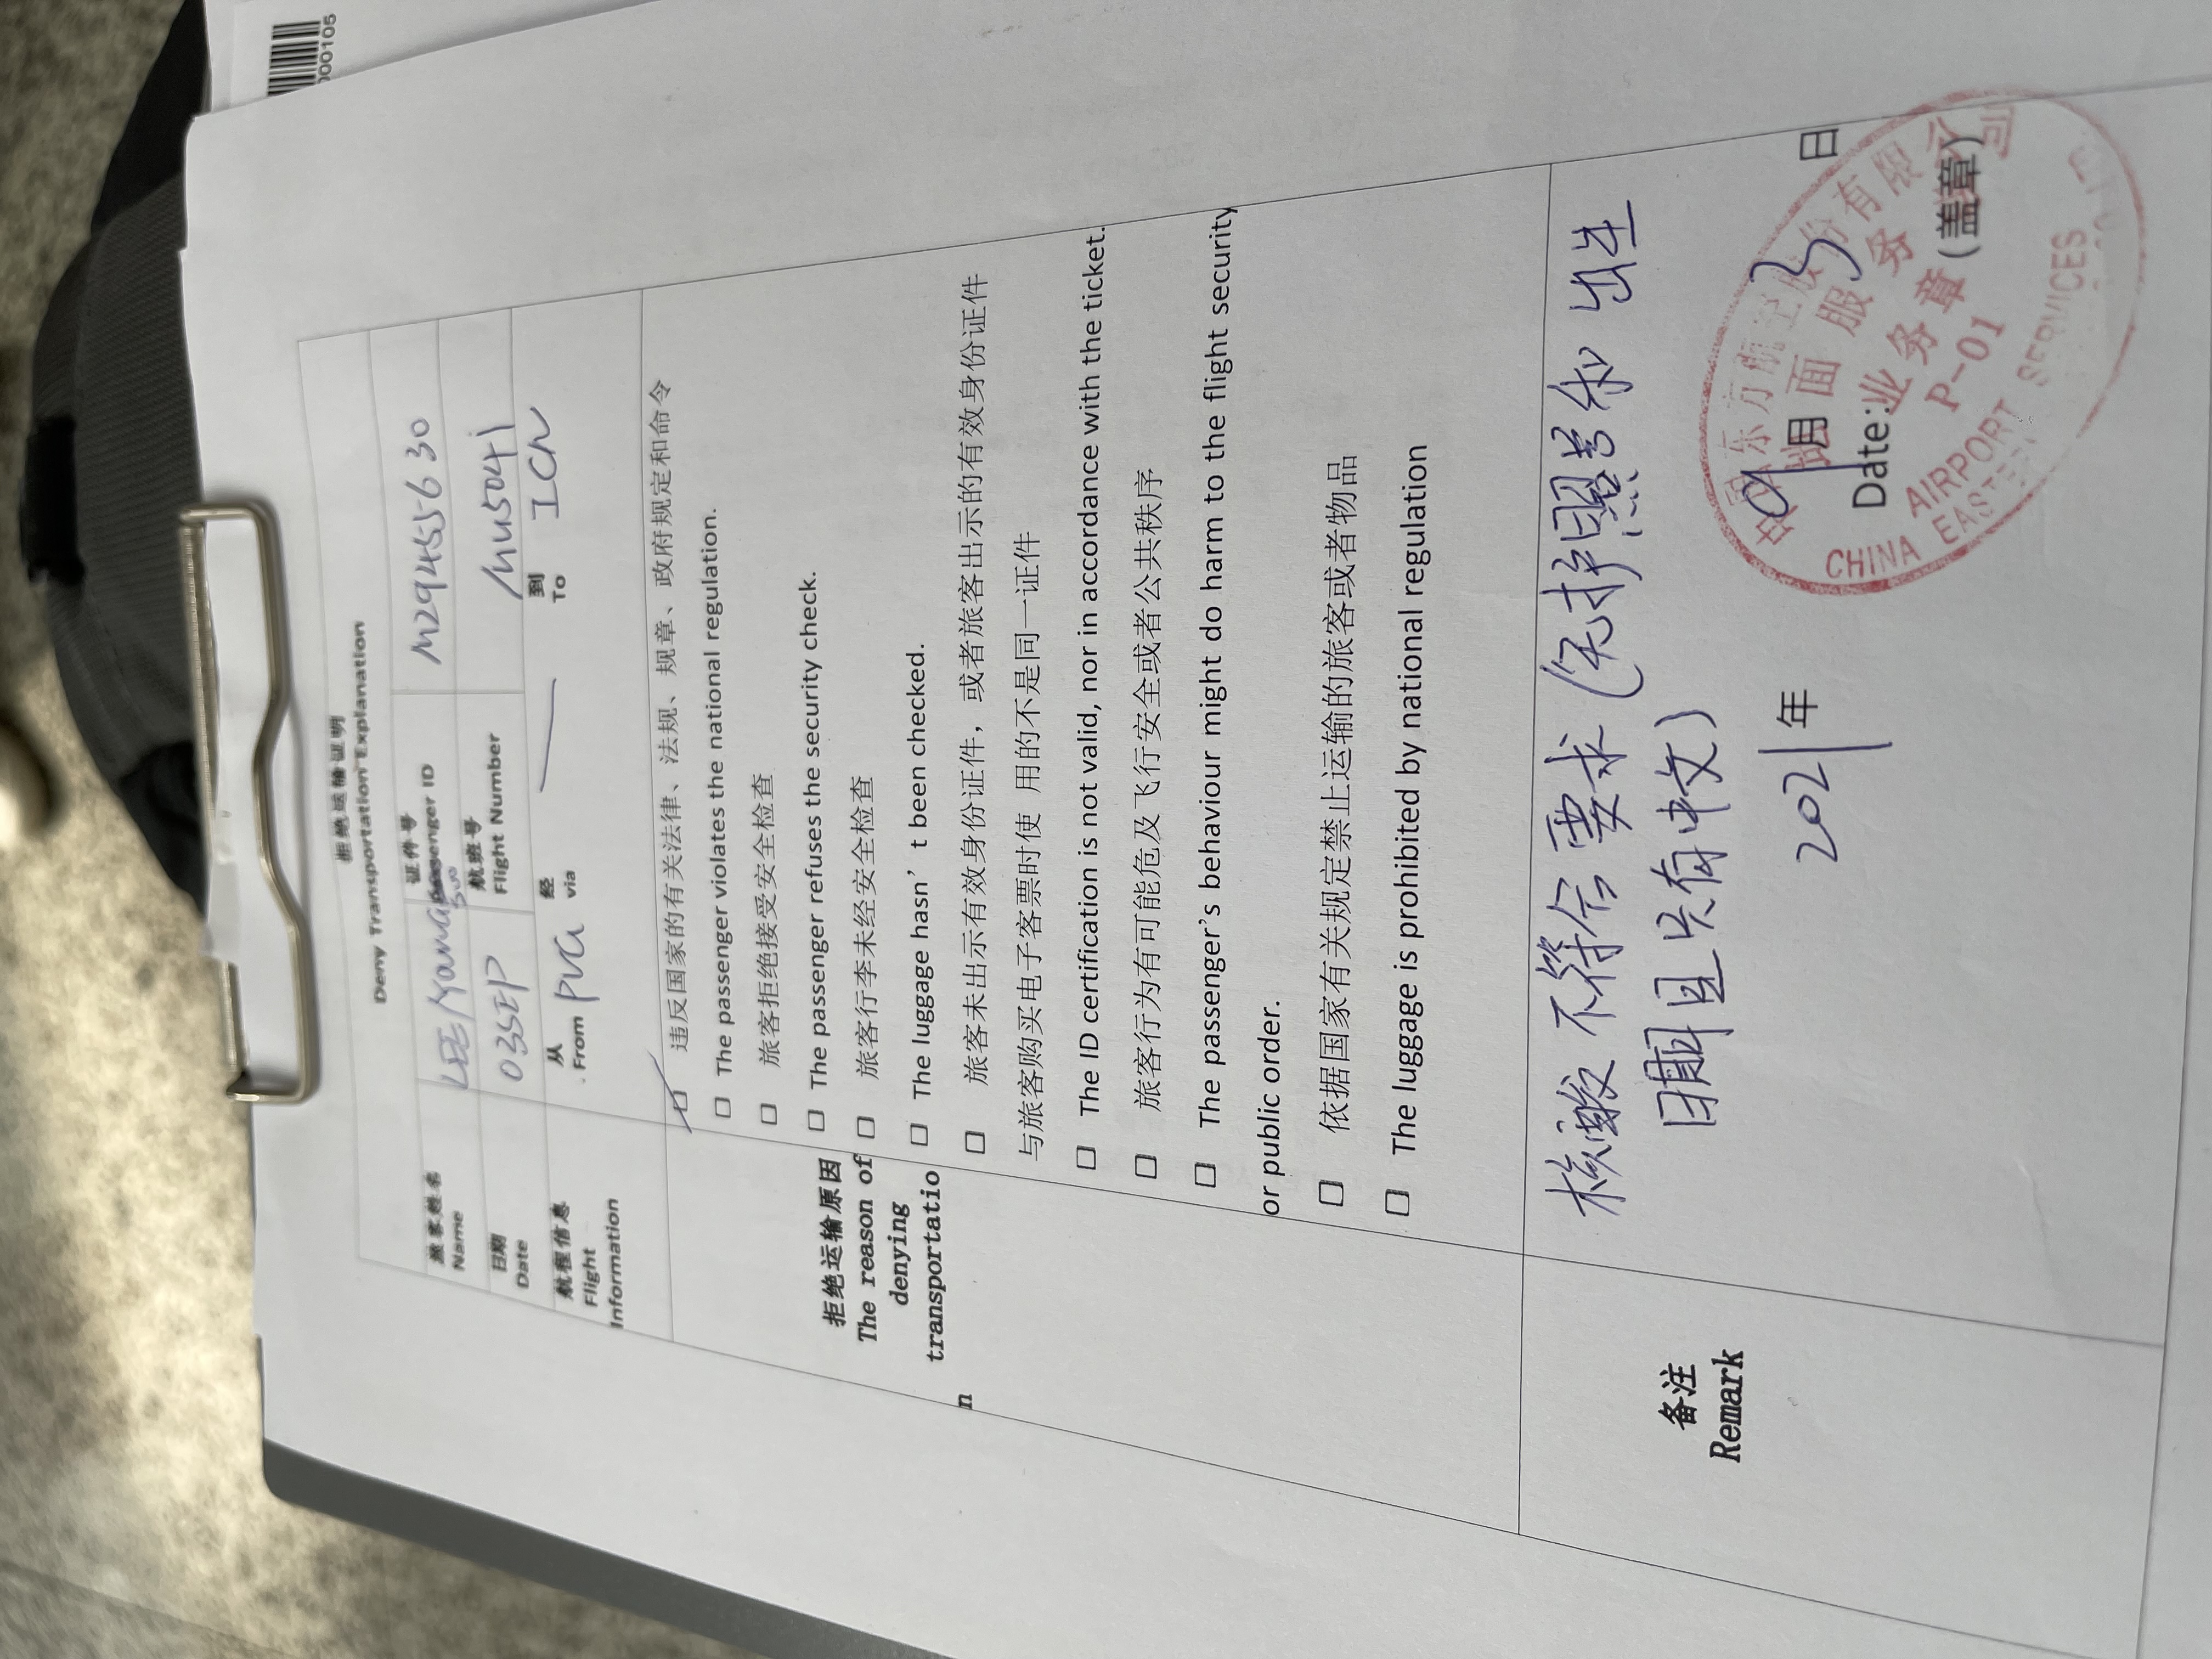 000105
拒绝运输证明
Deny Transportation Explanation
旅客姓名
Name
LEE/Young
Soo
证件号
Passenger ID
M29455630
日期
Date
03SEP
航班号
Flight Number
MU5041
航程信息
Flight
Information
从
From PVG
经
via —
到
To ICN
拒绝运输原因
The reason of
denying
transportatio
n
☑ 违反国家的有关法律、法规、规章、政府规定和命令
□ The passenger violates the national regulation.
□ 旅客拒绝接受安全检查
□ The passenger refuses the security check.
□ 旅客行李未经安全检查
□ The luggage hasn’ t been checked.
□ 旅客未出示有效身份证件，或者旅客出示的有效身份证件
与旅客购买电子客票时使 用的不是同一证件
□ The ID certification is not valid, nor in accordance with the ticket.
□ 旅客行为有可能危及飞行安全或者公共秩序
□ The passenger’s behaviour might do harm to the flight security
or public order.
□ 依据国家有关规定禁止运输的旅客或者物品
□ The luggage is prohibited by national regulation
备注
Remark
核酸不符合要求(无护照号和出生
日期且只有中文)
2021 年 9 月 3 日
Date:
(盖章)
中国东方航空股份有限公司
地面服务
业务章
P-01
AIRPORT SERVICES
CHINA EASTERN